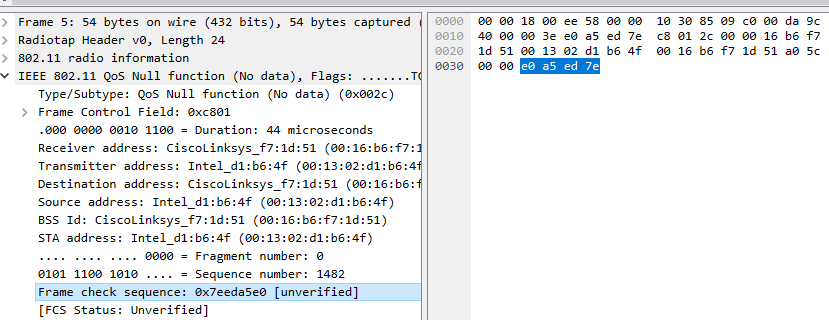 Frame 5: 54 bytes on wire (432 bits), 54 bytes captured (
Radiotap Header v0, Length 24
802.11 radio information
IEEE 802.11 QoS Null function (No data), Flags: .......TC
Type/Subtype: QoS Null function (No data) (0x002c)
Frame Control Field: 0xc801
.000 0000 0010 1100 = Duration: 44 microseconds
Receiver address: CiscoLinksys_f7:1d:51 (00:16:b6:f7
Transmitter address: Intel_d1:b6:4f (00:13:02:d1:b6:4f
Destination address: CiscoLinksys_f7:1d:51 (00:16:b6
Source address: Intel_d1:b6:4f (00:13:02:d1:b6:4f)
BSS Id: CiscoLinksys_f7:1d:51 (00:16:b6:f7:1d:51)
STA address: Intel_d1:b6:4f (00:13:02:d1:b6:4f)
.... .... .... 0000 = Fragment number: 0
0101 1100 1010 .... = Sequence number: 1482
Frame check sequence: 0x7eeda5e0 [unverified]
[FCS Status: Unverified]
0000 00 00 18 00 ee 58 00 00 10 30 85 09 c0 00 da 9c
0010 40 00 00 3e e0 a5 ed 7e c8 01 2c 00 00 16 b6 f7
0020 1d 51 00 13 02 d1 b6 4f 00 16 b6 f7 1d 51 a0 5c
0030 00 00 e0 a5 ed 7e